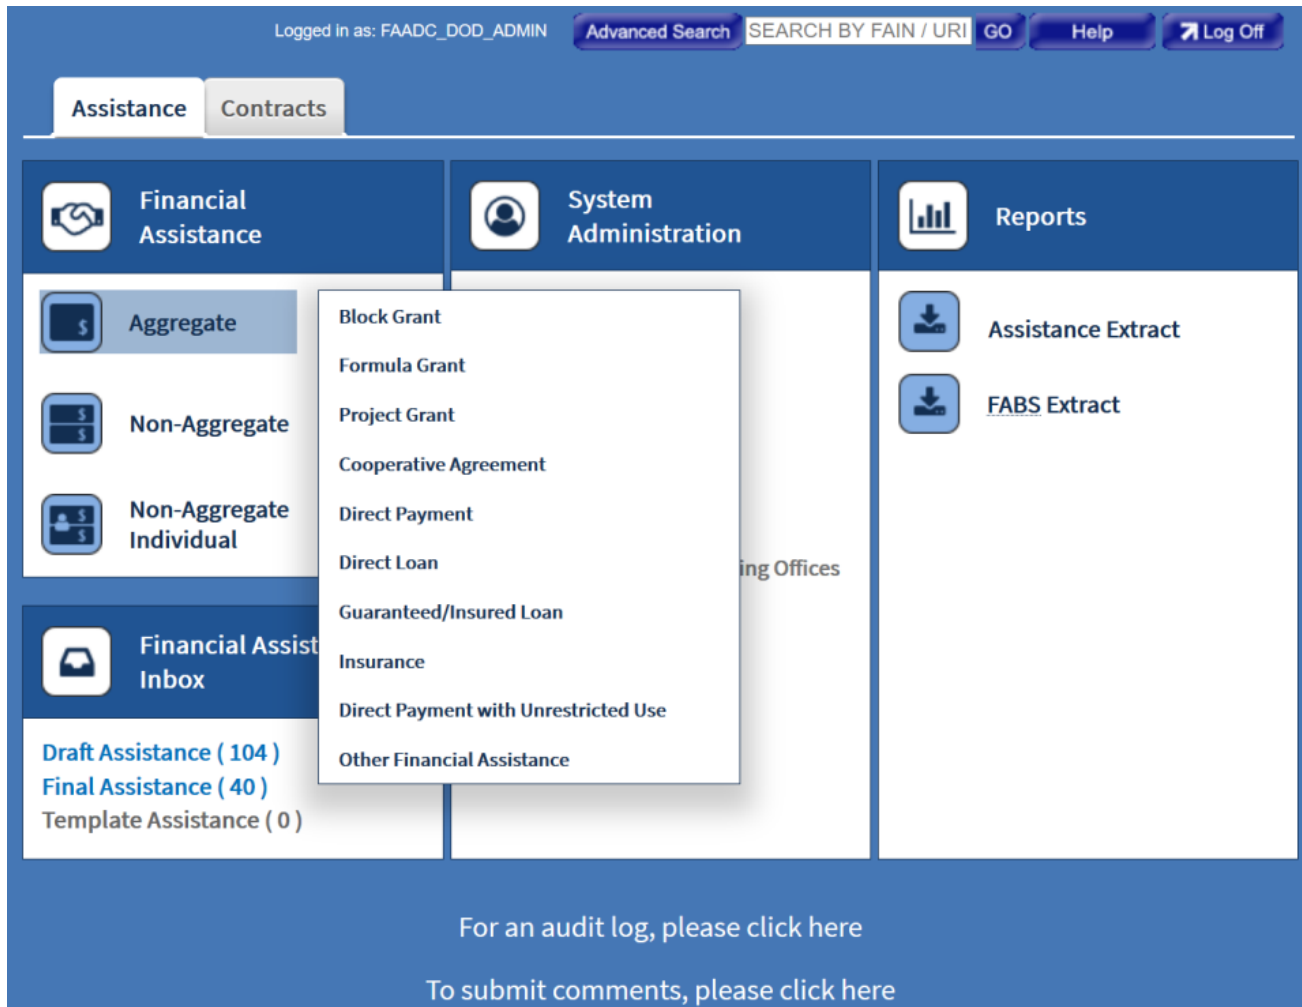 Logged in as: FAADC_DOD_ADMIN
Advanced Search
SEARCH BY FAIN / URI
GO
Help
Log Off
Assistance
Contracts
Financial
Assistance
System
Administration
Reports
Aggregate
Non-Aggregate
Non-Aggregate
Individual
Block Grant
Formula Grant
Project Grant
Cooperative Agreement
Direct Payment
Direct Loan
Guaranteed/Insured Loan
Insurance
Direct Payment with Unrestricted Use
Other Financial Assistance
Offices
Assistance Extract
FABS Extract
Financial
Inbox
Draft Assistance ( 104 )
Final Assistance ( 40 )
Template Assistance ( 0 )
For an audit log, please click here
To submit comments, please click here